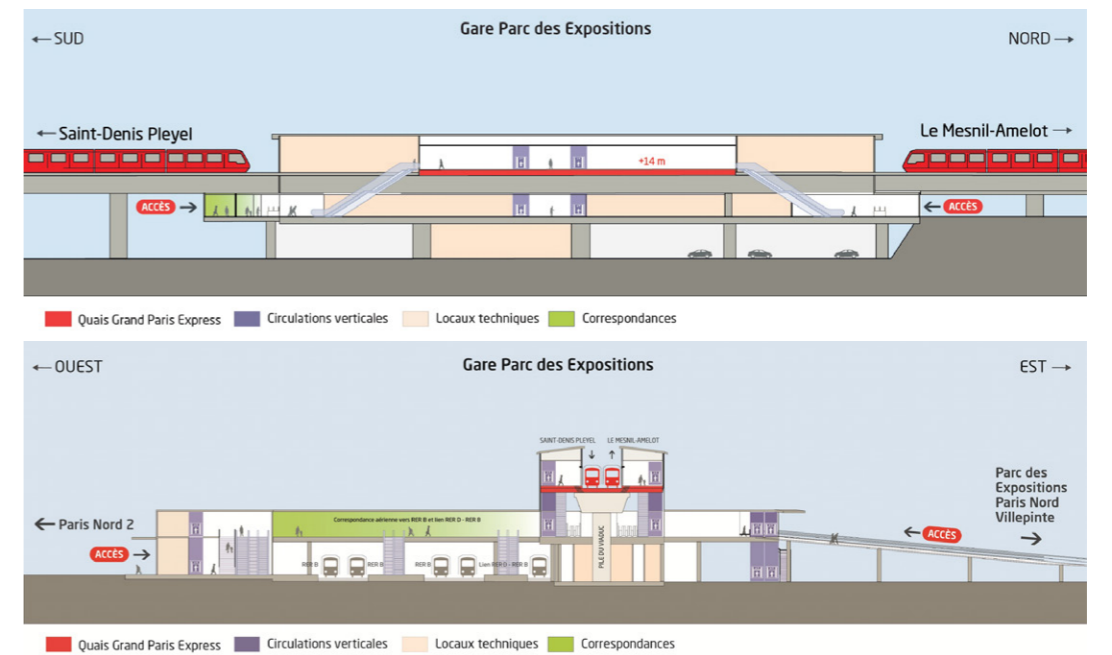 Gare Parc des Expositions
← SUD
NORD →
← Saint-Denis Pleyel
Le Mesnil-Amelot →
+14 m
ACCÈS →
← ACCÈS
Quais Grand Paris Express
Circulations verticales
Locaux techniques
Correspondances
← OUEST
Gare Parc des Expositions
EST →
SAINT-DENIS PLEYEL
LE MESNIL-AMELOT
↓ ↑
Parc des
Expositions
Paris Nord
Villepinte
→
← Paris Nord 2
Correspondance aérienne vers RER B et lien RER D - RER B
← ACCÈS
ACCÈS →
PILE DU VIADUC
RER B
RER B
RER B
Lien RER D - RER B
Quais Grand Paris Express
Circulations verticales
Locaux techniques
Correspondances